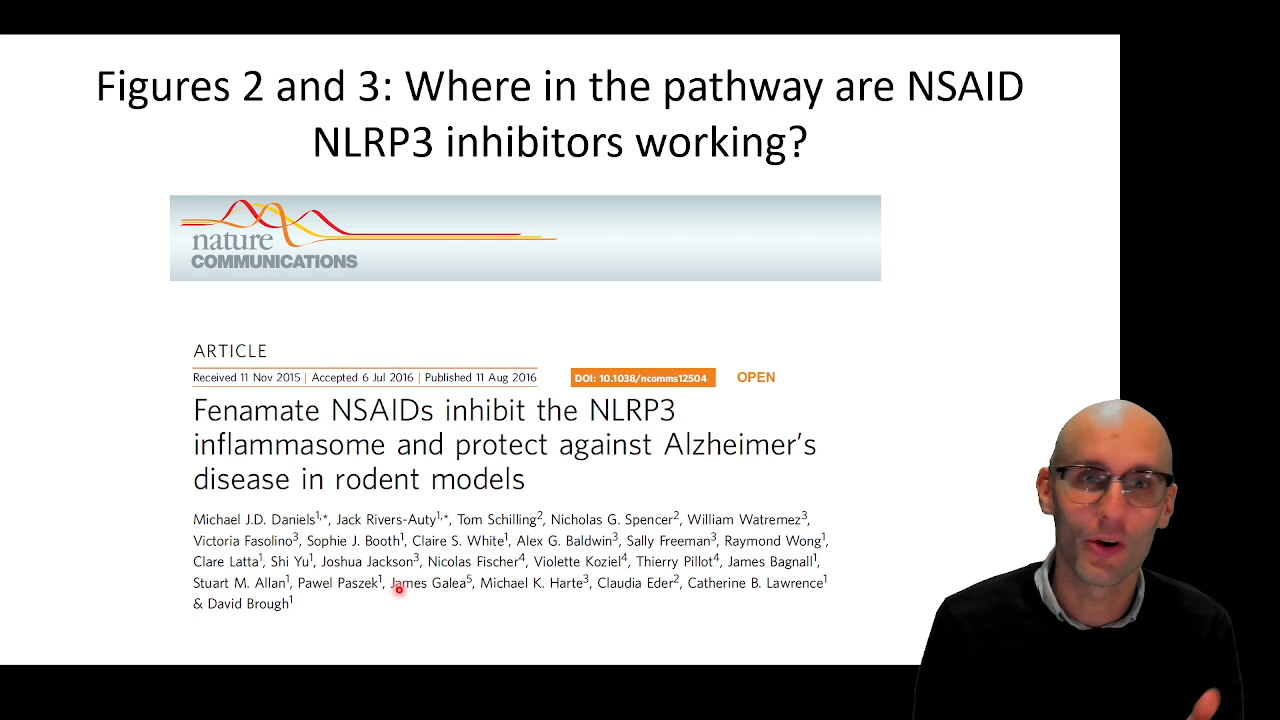 Figures 2 and 3: Where in the pathway are NSAID
NLRP3 inhibitors working?
nature
COMMUNICATIONS
ARTICLE
Received 11 Nov 2015 | Accepted 6 Jul 2016 | Published 11 Aug 2016
DOI: 10.1038/ncomms12504
OPEN
Fenamate NSAIDs inhibit the NLRP3
inflammasome and protect against Alzheimer's
disease in rodent models
Michael J.D. Daniels1,*, Jack Rivers-Auty1,*, Tom Schilling2, Nicholas G. Spencer2, William Watremez3,
Victoria Fasolino3, Sophie J. Booth1, Claire S. White1, Alex G. Baldwin3, Sally Freeman3, Raymond Wong1,
Clare Latta1, Shi Yu1, Joshua Jackson3, Nicolas Fischer4, Violette Koziel4, Thierry Pillot4, James Bagnall1,
Stuart M. Allan1, Pawel Paszek1, James Galea5, Michael K. Harte3, Claudia Eder2, Catherine B. Lawrence1
& David Brough1